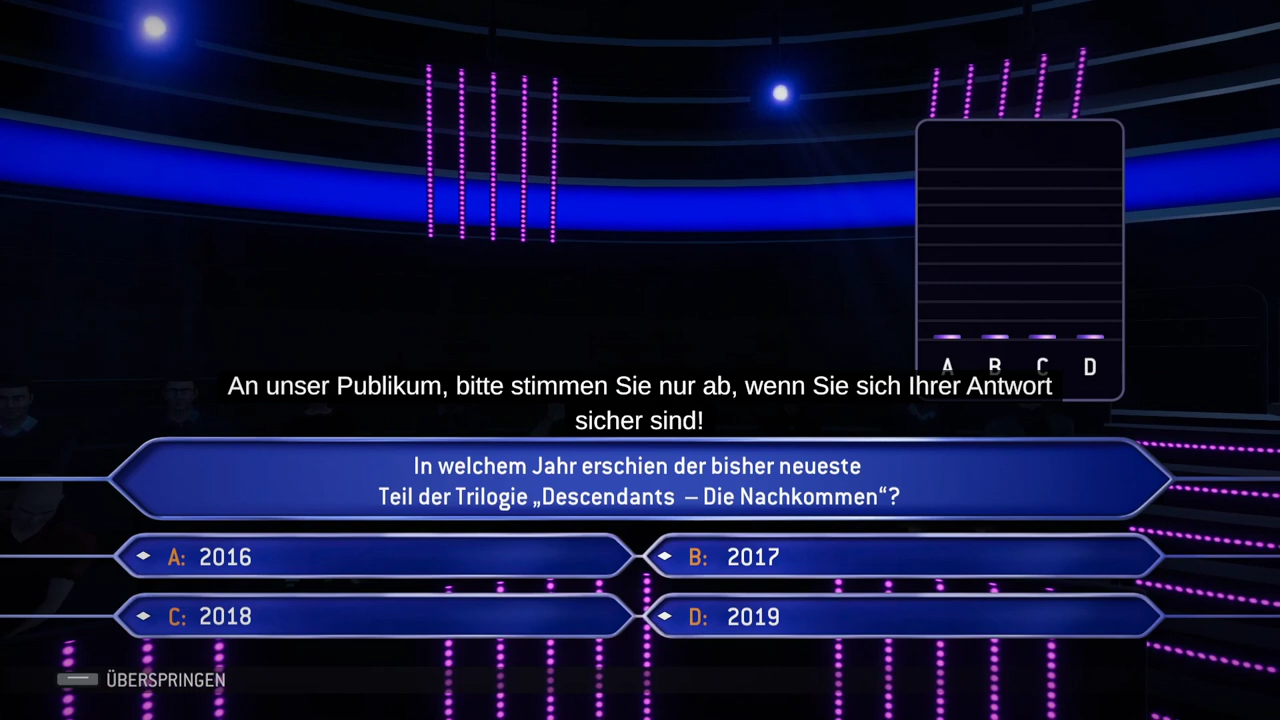 A B C D
An unser Publikum, bitte stimmen Sie nur ab, wenn Sie sich Ihrer Antwort
sicher sind!
In welchem Jahr erschien der bisher neueste
Teil der Trilogie „Descendants – Die Nachkommen“?
A: 2016
B: 2017
C: 2018
D: 2019
ÜBERSPRINGEN